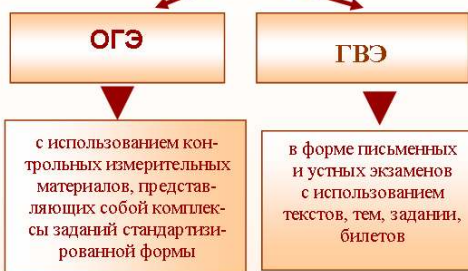 ОГЭ
ГВЭ
с использованием кон-
трольных измерительных
материалов, представ-
ляющих собой комплек-
сы заданий стандартизи-
рованной формы
в форме письменных
и устных экзаменов
с использованием
текстов, тем, задании,
билетов